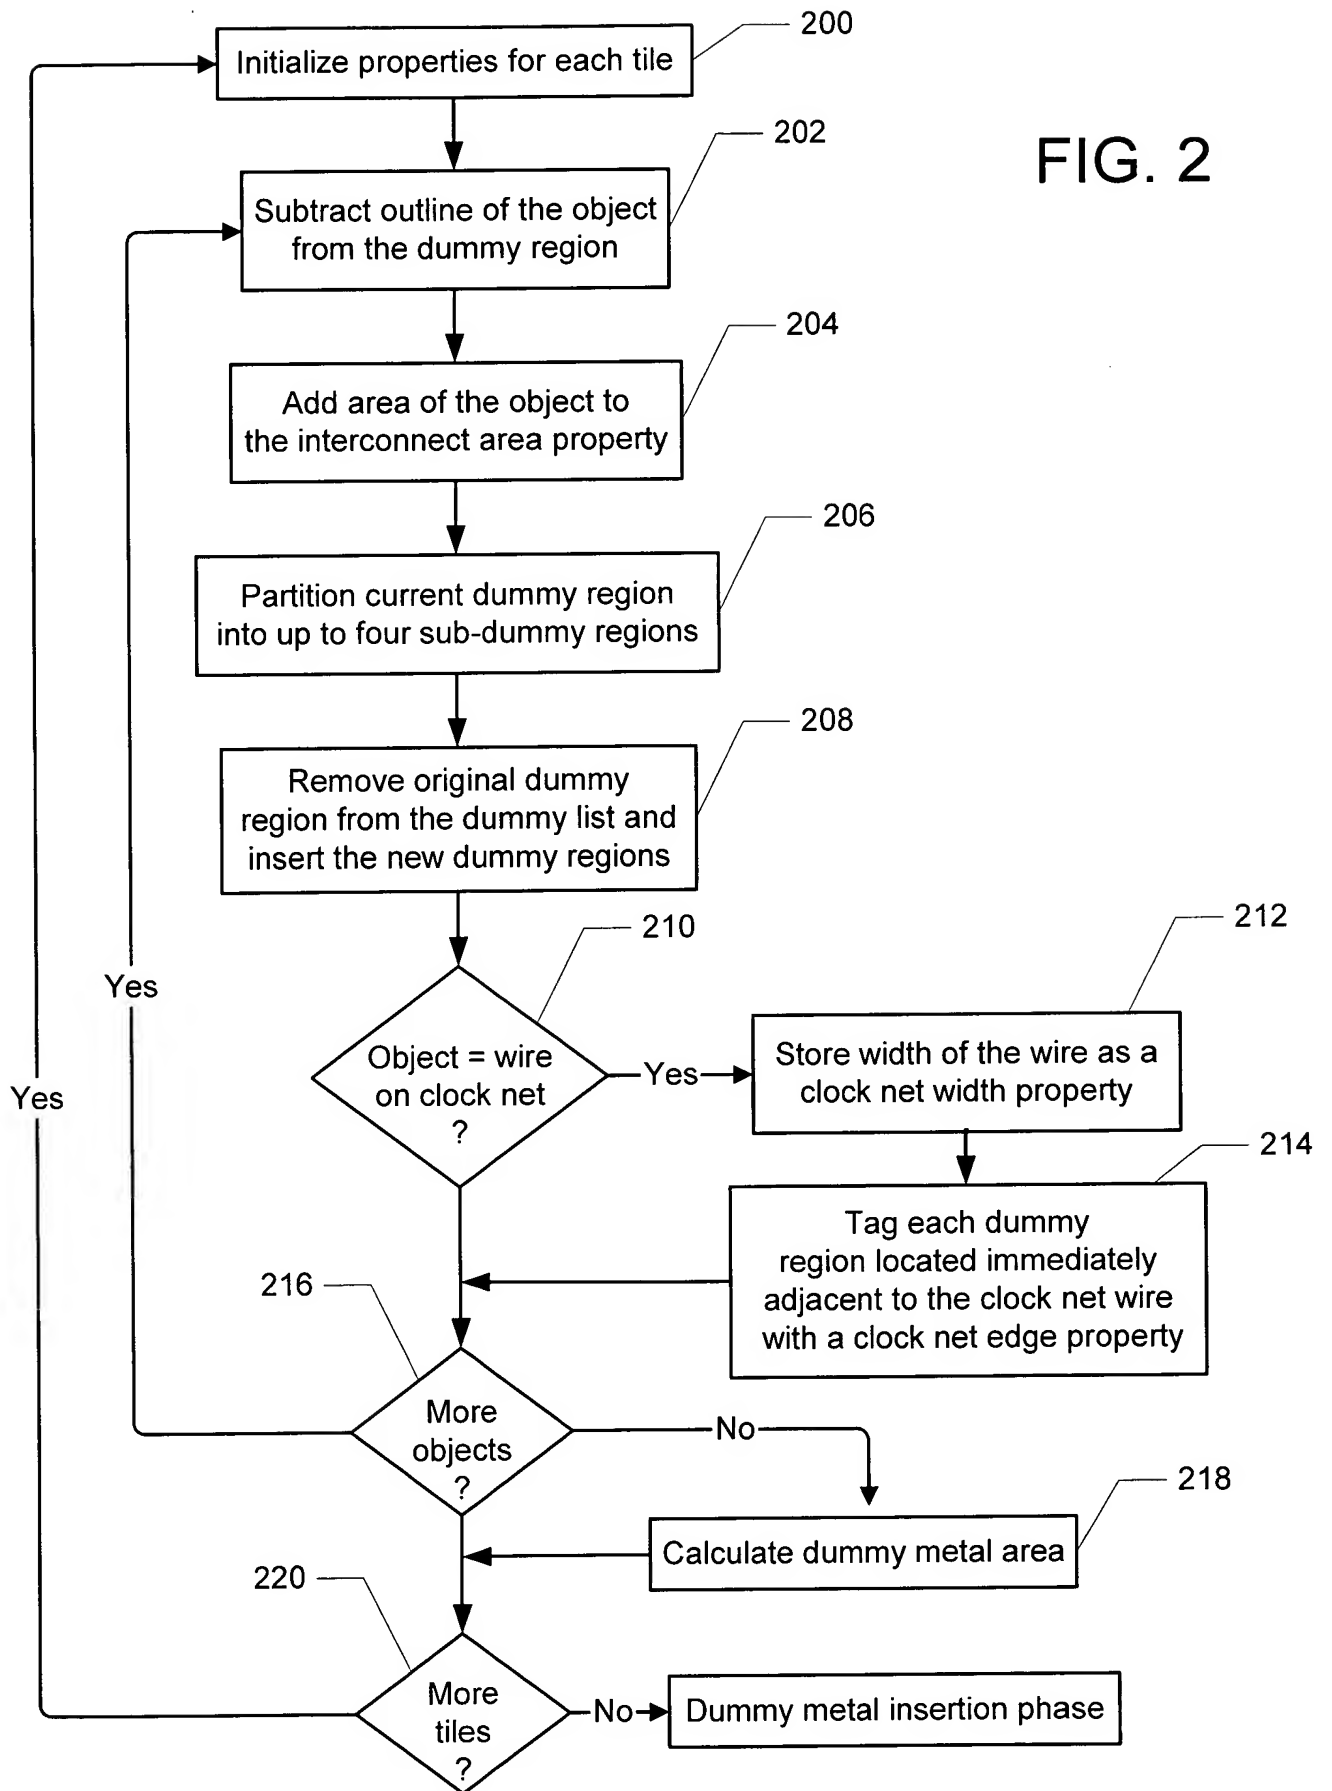 200
Initialize properties for each tile
202
FIG. 2
Subtract outline of the object
from the dummy region
204
Add area of the object to
the interconnect area property
206
Partition current dummy region
into up to four sub-dummy regions
208
Remove original dummy
region from the dummy list and
insert the new dummy regions
210
212
Yes
Object = wire
on clock net
?
Yes
Store width of the wire as a
clock net width property
Yes
214
Tag each dummy
region located immediately
adjacent to the clock net wire
with a clock net edge property
216
More
objects
?
No
218
Calculate dummy metal area
220
More
tiles
?
No
Dummy metal insertion phase